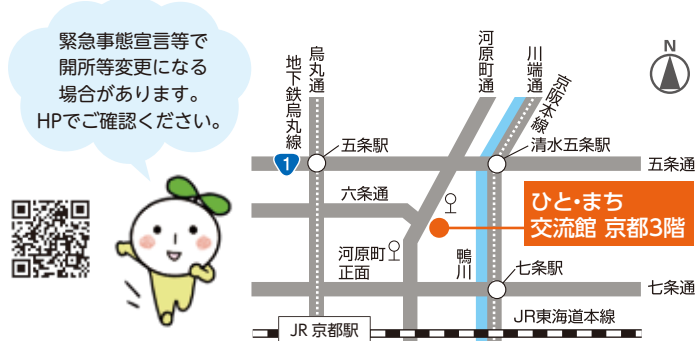 緊急事態宣言等で
開所等変更になる
場合があります。
HPでご確認ください。
地下鉄烏丸線
烏丸通
河原町通
川端通
京阪本線
N
1
五条駅
清水五条駅
五条通
六条通
ひと・まち
交流館 京都3階
河原町
正面
鴨川
七条駅
七条通
JR東海道本線
JR 京都駅